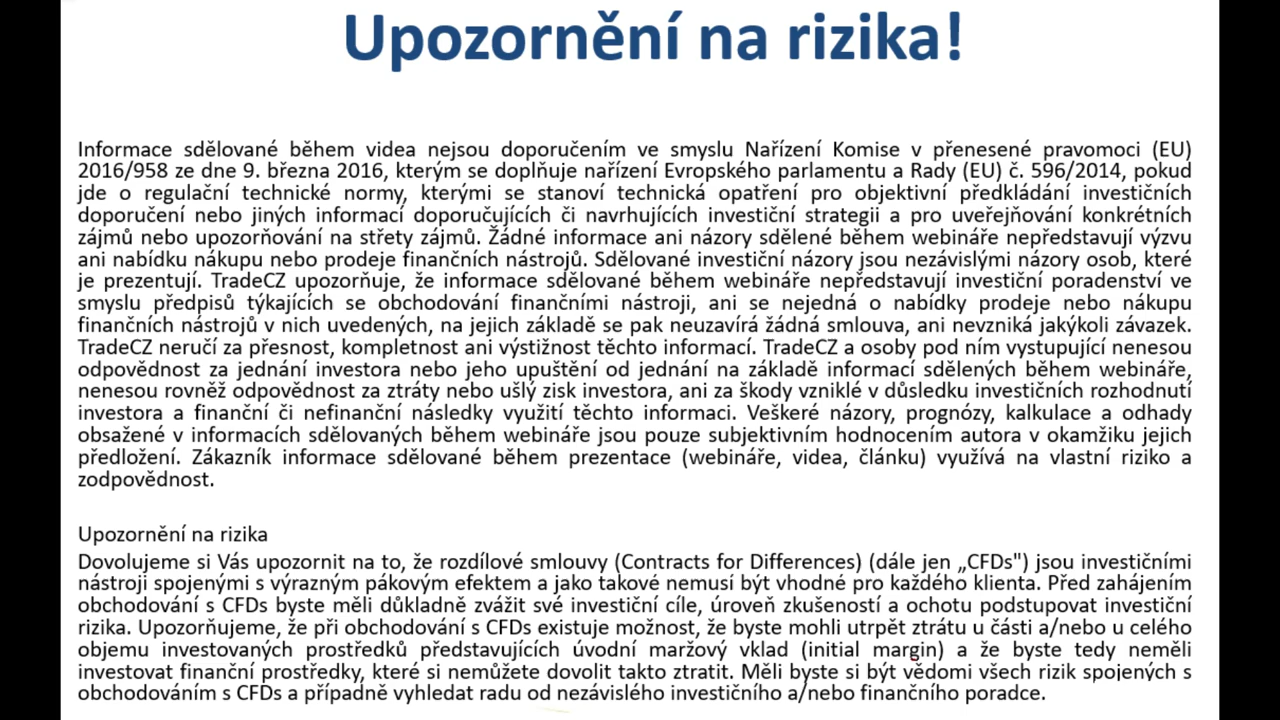 Upozornění na rizika!
Informace sdělované během videa nejsou doporučením ve smyslu Nařízení Komise v přenesené pravomoci (EU)
2016/958 ze dne 9. března 2016, kterým se doplňuje nařízení Evropského parlamentu a Rady (EU) č. 596/2014, pokud
jde o regulační technické normy, kterými se stanoví technická opatření pro objektivní předkládání investičních
doporučení nebo jiných informací doporučujících či navrhujících investiční strategii a pro uveřejňování konkrétních
zájmů nebo upozorňování na střety zájmů. Žádné informace ani názory sdělené během webináře nepředstavují výzvu
ani nabídku nákupu nebo prodeje finančních nástrojů. Sdělované investiční názory jsou nezávislými názory osob, které
je prezentují. TradeCZ upozorňuje, že informace sdělované během webináře nepředstavují investiční poradenství ve
smyslu předpisů týkajících se obchodování finančními nástroji, ani se nejedná o nabídky prodeje nebo nákupu
finančních nástrojů v nich uvedených, na jejich základě se pak neuzavírá žádná smlouva, ani nevzniká jakýkoli závazek.
TradeCZ neručí za přesnost, kompletnost ani výstižnost těchto informací. TradeCZ a osoby pod ním vystupující nenesou
odpovědnost za jednání investora nebo jeho upuštění od jednání na základě informací sdělených během webináře,
nenesou rovněž odpovědnost za ztráty nebo ušlý zisk investora, ani za škody vzniklé v důsledku investičních rozhodnutí
investora a finanční či nefinanční následky využití těchto informaci. Veškeré názory, prognózy, kalkulace a odhady
obsažené v informacích sdělovaných během webináře jsou pouze subjektivním hodnocením autora v okamžiku jejich
předložení. Zákazník informace sdělované během prezentace (webináře, videa, článku) využívá na vlastní riziko a
zodpovědnost.
Upozornění na rizika
Dovolujeme si Vás upozornit na to, že rozdílové smlouvy (Contracts for Differences) (dále jen „CFDs") jsou investičními
nástroji spojenými s výrazným pákovým efektem a jako takové nemusí být vhodné pro každého klienta. Před zahájením
obchodování s CFDs byste měli důkladně zvážit své investiční cíle, úroveň zkušeností a ochotu podstupovat investiční
rizika. Upozorňujeme, že při obchodování s CFDs existuje možnost, že byste mohli utrpět ztrátu u části a/nebo u celého
objemu investovaných prostředků představujících úvodní maržový vklad (initial margin) a že byste tedy neměli
investovat finanční prostředky, které si nemůžete dovolit takto ztratit. Měli byste si být vědomi všech rizik spojených s
obchodováním s CFDs a případně vyhledat radu od nezávislého investičního a/nebo finančního poradce.